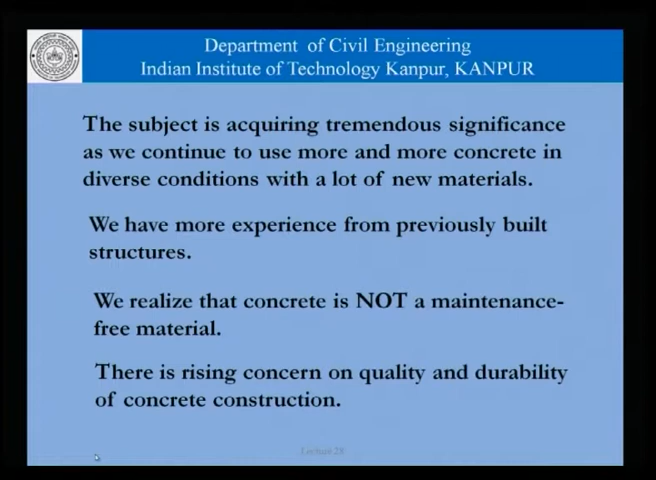 Department of Civil Engineering
Indian Institute of Technology Kanpur, KANPUR
The subject is acquiring tremendous significance
as we continue to use more and more concrete in
diverse conditions with a lot of new materials.
We have more experience from previously built
structures.
We realize that concrete is NOT a maintenance-
free material.
There is rising concern on quality and durability
of concrete construction.
Lecture 28